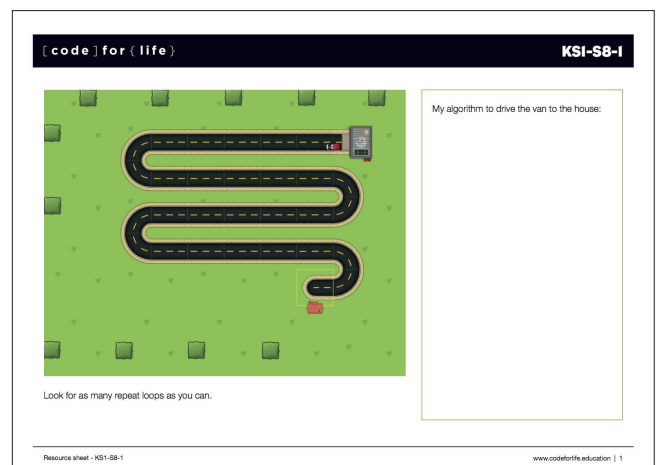 [code]for{life}
KS1-S8-1
My algorithm to drive the van to the house:
Look for as many repeat loops as you can.
Resource sheet - KS1-S8-1
www.codeforlife.education | 1